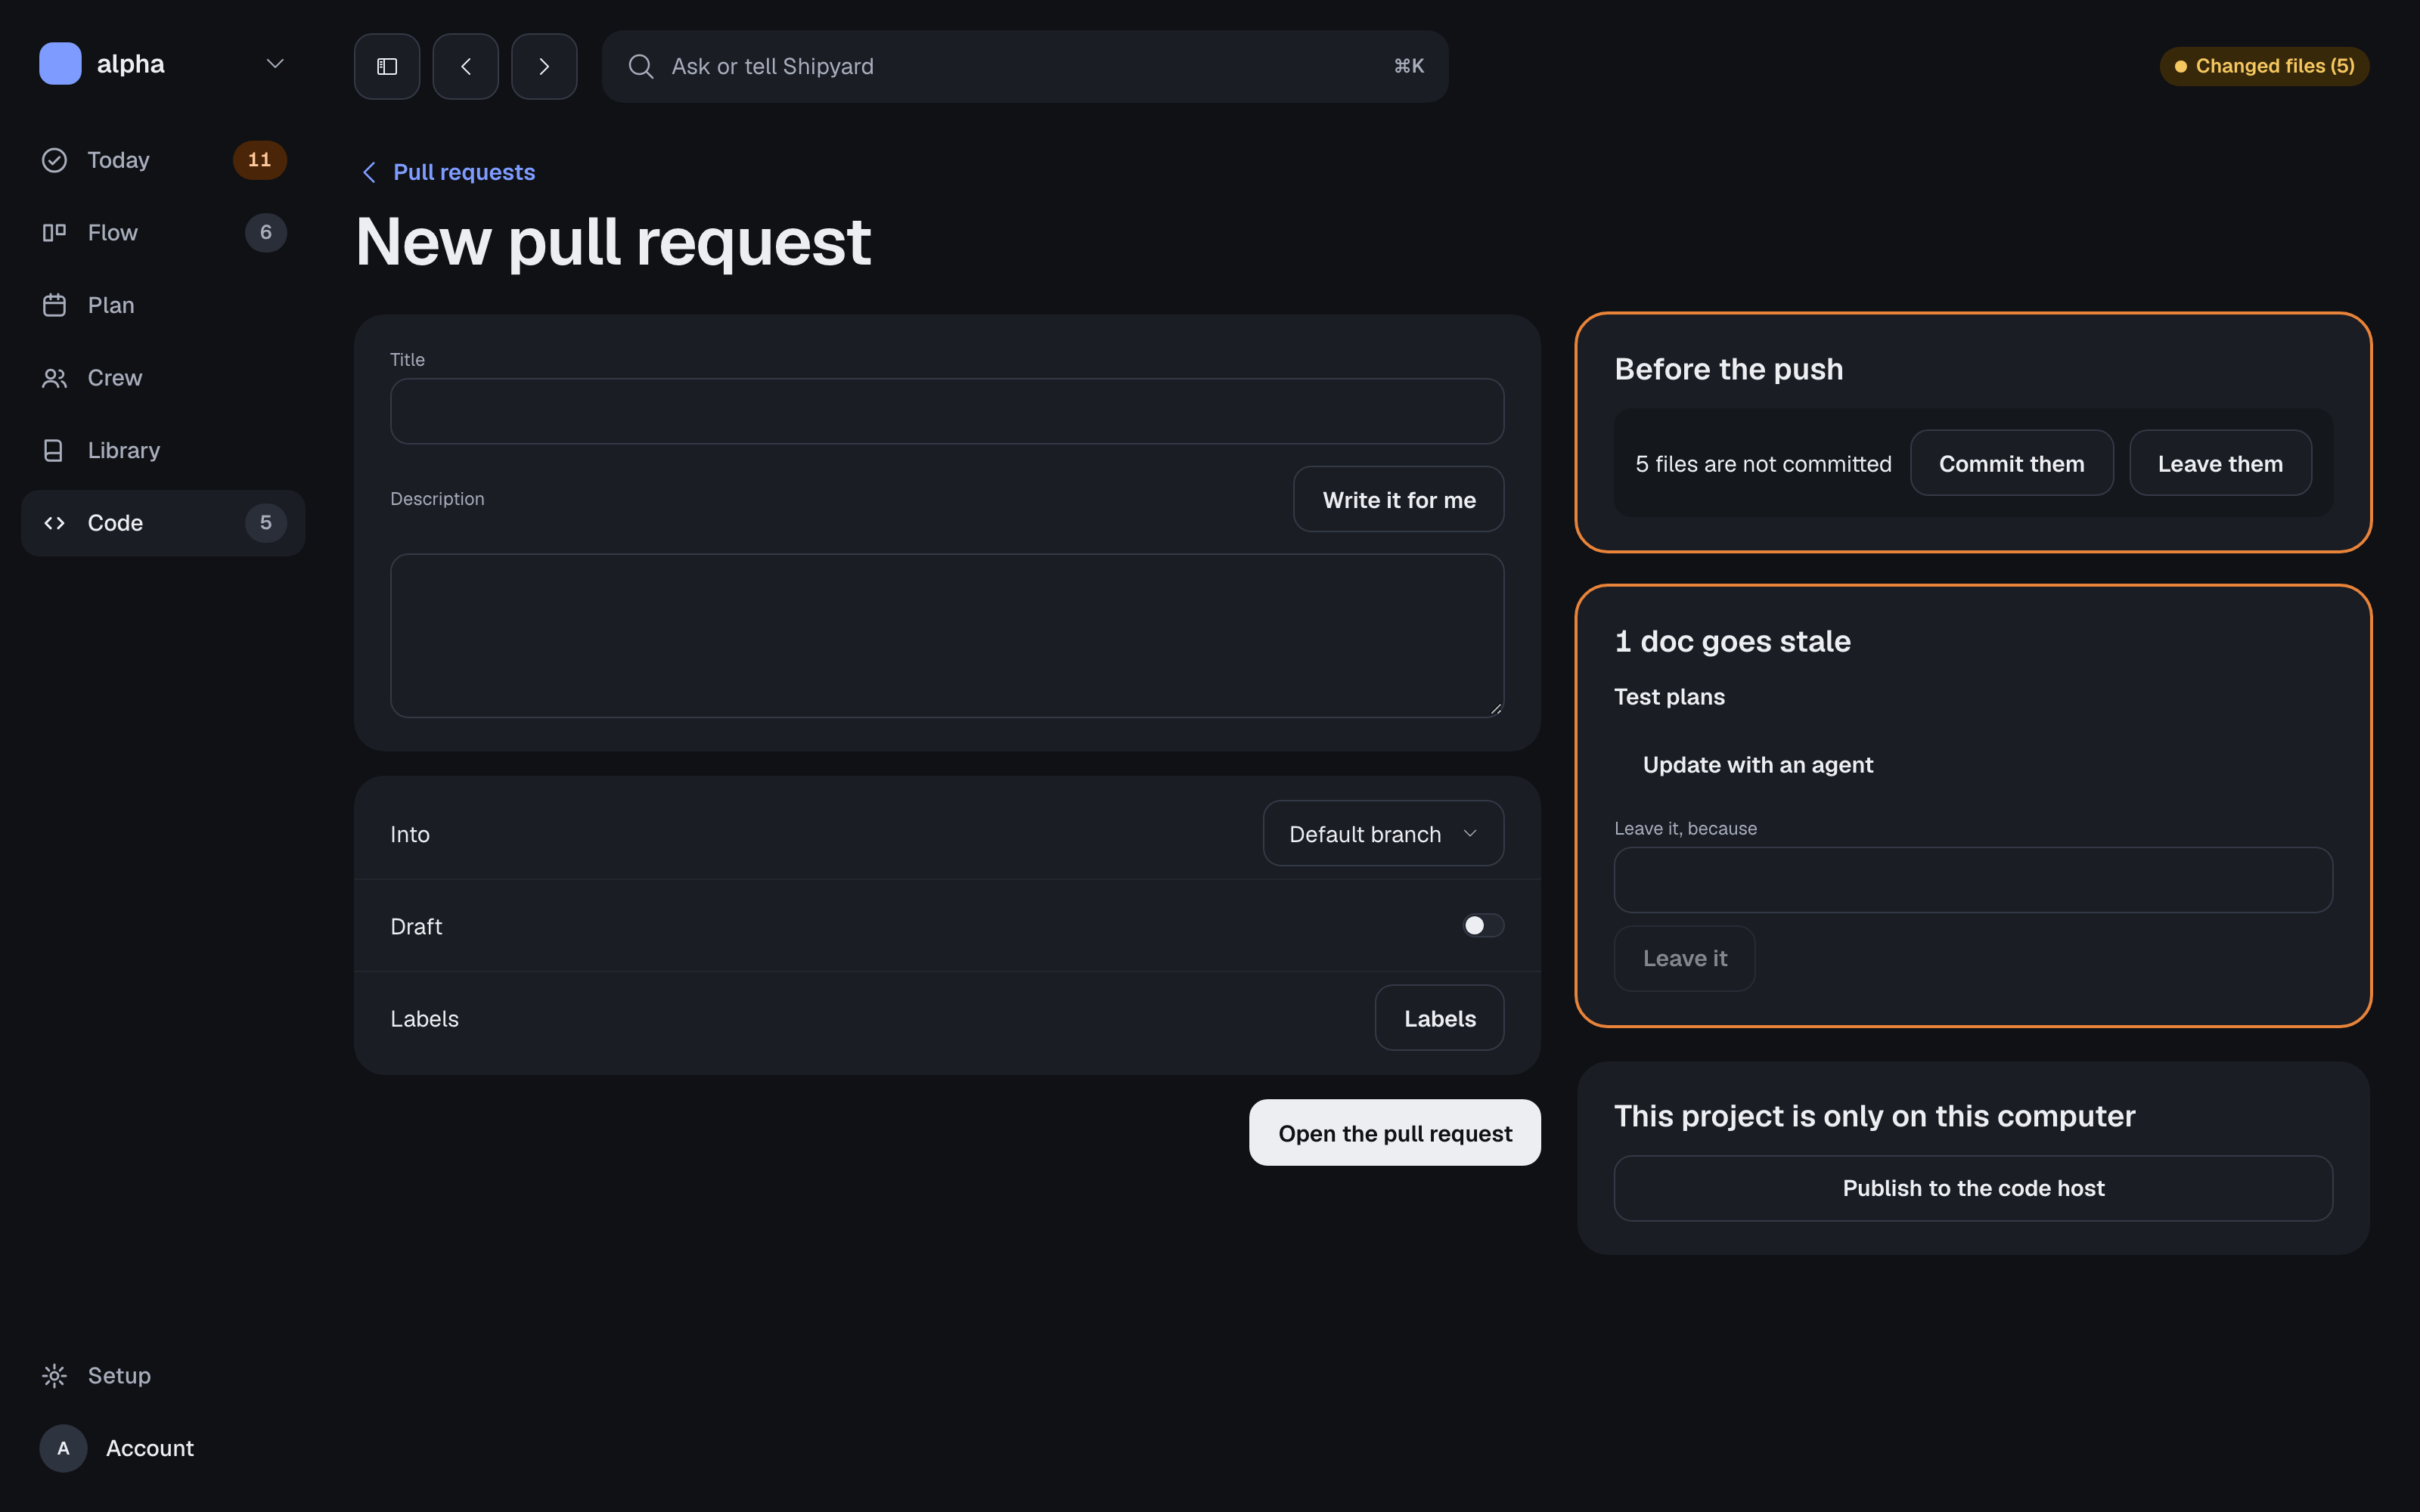 alpha
Today 11
Flow 6
Plan
Crew
Library
Code 5
Setup
A Account
Ask or tell Shipyard ⌘K
Changed files (5)
Pull requests
New pull request
Title
Description
Write it for me
Into
Default branch
Draft
Labels
Labels
Open the pull request
Before the push
5 files are not committed
Commit them
Leave them
1 doc goes stale
Test plans
Update with an agent
Leave it, because
Leave it
This project is only on this computer
Publish to the code host